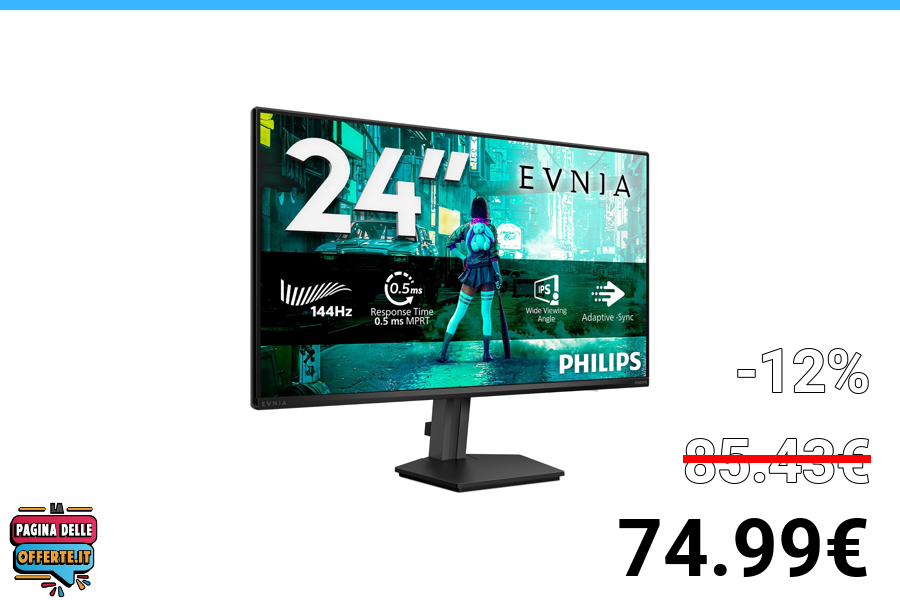 24"
EVNIA
144Hz
0.5ms
Response Time
0.5 ms MPRT
IPS
Wide Viewing
Angle
Adaptive-Sync
PHILIPS
EVNIA
-12%
85.43€
74.99€
LA
PAGINA DELLE
OFFERTE.IT